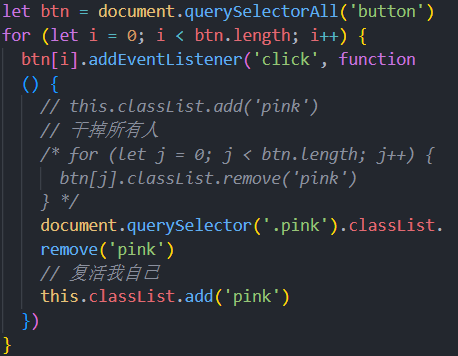 let btn = document.querySelectorAll('button')
for (let i = 0; i < btn.length; i++) {
btn[i].addEventListener('click', function
() {
// this.classList.add('pink')
// 干掉所有人
/* for (let j = 0; j < btn.length; j++) {
btn[j].classList.remove('pink')
} */
document.querySelector('.pink').classList.
remove('pink')
// 复活我自己
this.classList.add('pink')
})
}